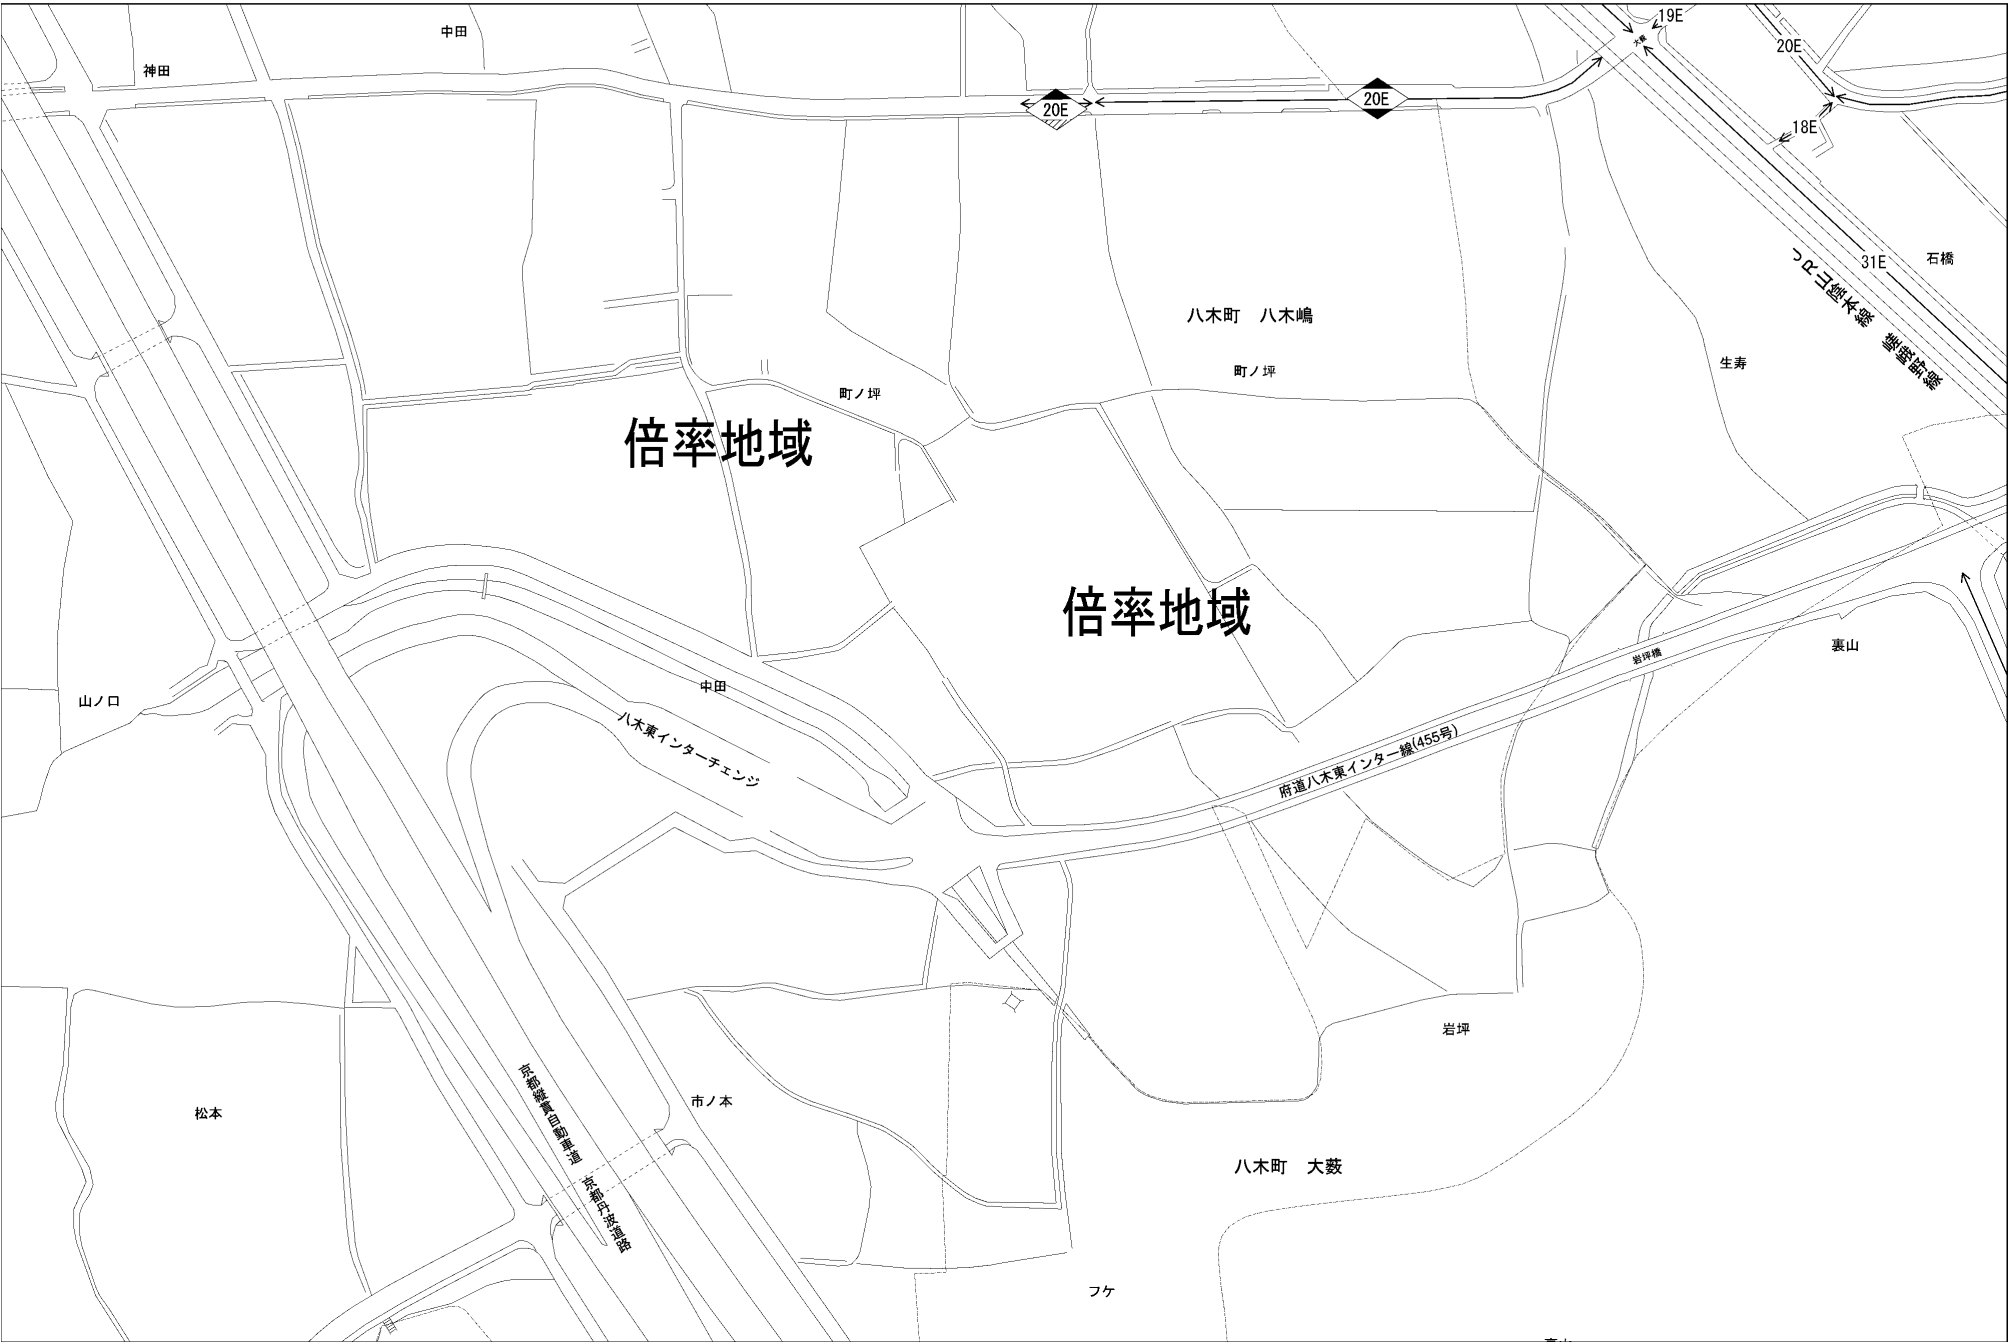 中田
19E
大藪
20E
神田
20E
20E
18E
石橋
31E
JR山陰本線 嵯峨野線
八木町 八木嶋
生寿
町ノ坪
町ノ坪
倍率地域
倍率地域
裏山
岩坪橋
中田
山ノ口
八木東インターチェンジ
府道八木東インター線(455号)
岩坪
京都縦貫自動車道 京都丹波道路
市ノ本
松本
八木町 大薮
フケ